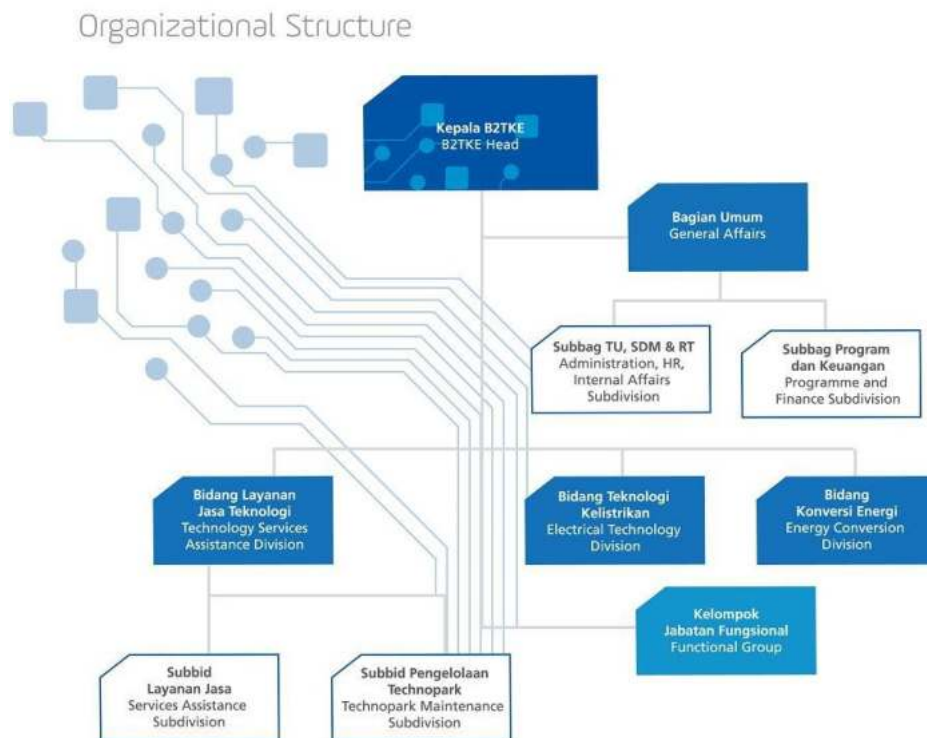 Organizational Structure
Kepala B2TKE
B2TKE Head
Bagian Umum
General Affairs
Subbag TU, SDM & RT
Administration, HR,
Internal Affairs
Subdivision
Subbag Program
dan Keuangan
Programme and
Finance Subdivision
Bidang Layanan
Jasa Teknologi
Technology Services
Assistance Division
Bidang Teknologi
Kelistrikan
Electrical Technology
Division
Bidang
Konversi Energi
Energy Conversion
Division
Kelompok
Jabatan Fungsional
Functional Group
Subbid
Layanan Jasa
Services Assistance
Subdivision
Subbid Pengelolaan
Technopark
Technopark Maintenance
Subdivision